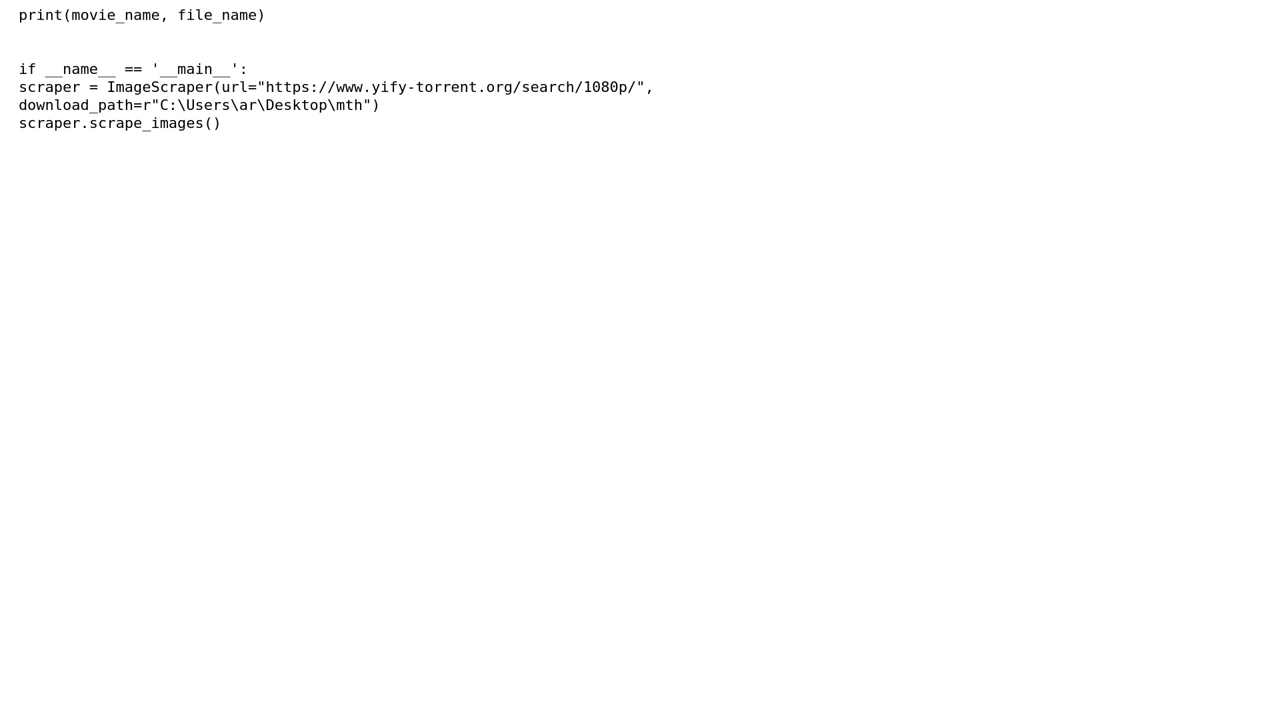 print(movie_name, file_name)
if __name__ == '__main__':
scraper = ImageScraper(url="https://www.yify-torrent.org/search/1080p/",
download_path=r"C:\Users\ar\Desktop\mth")
scraper.scrape_images()